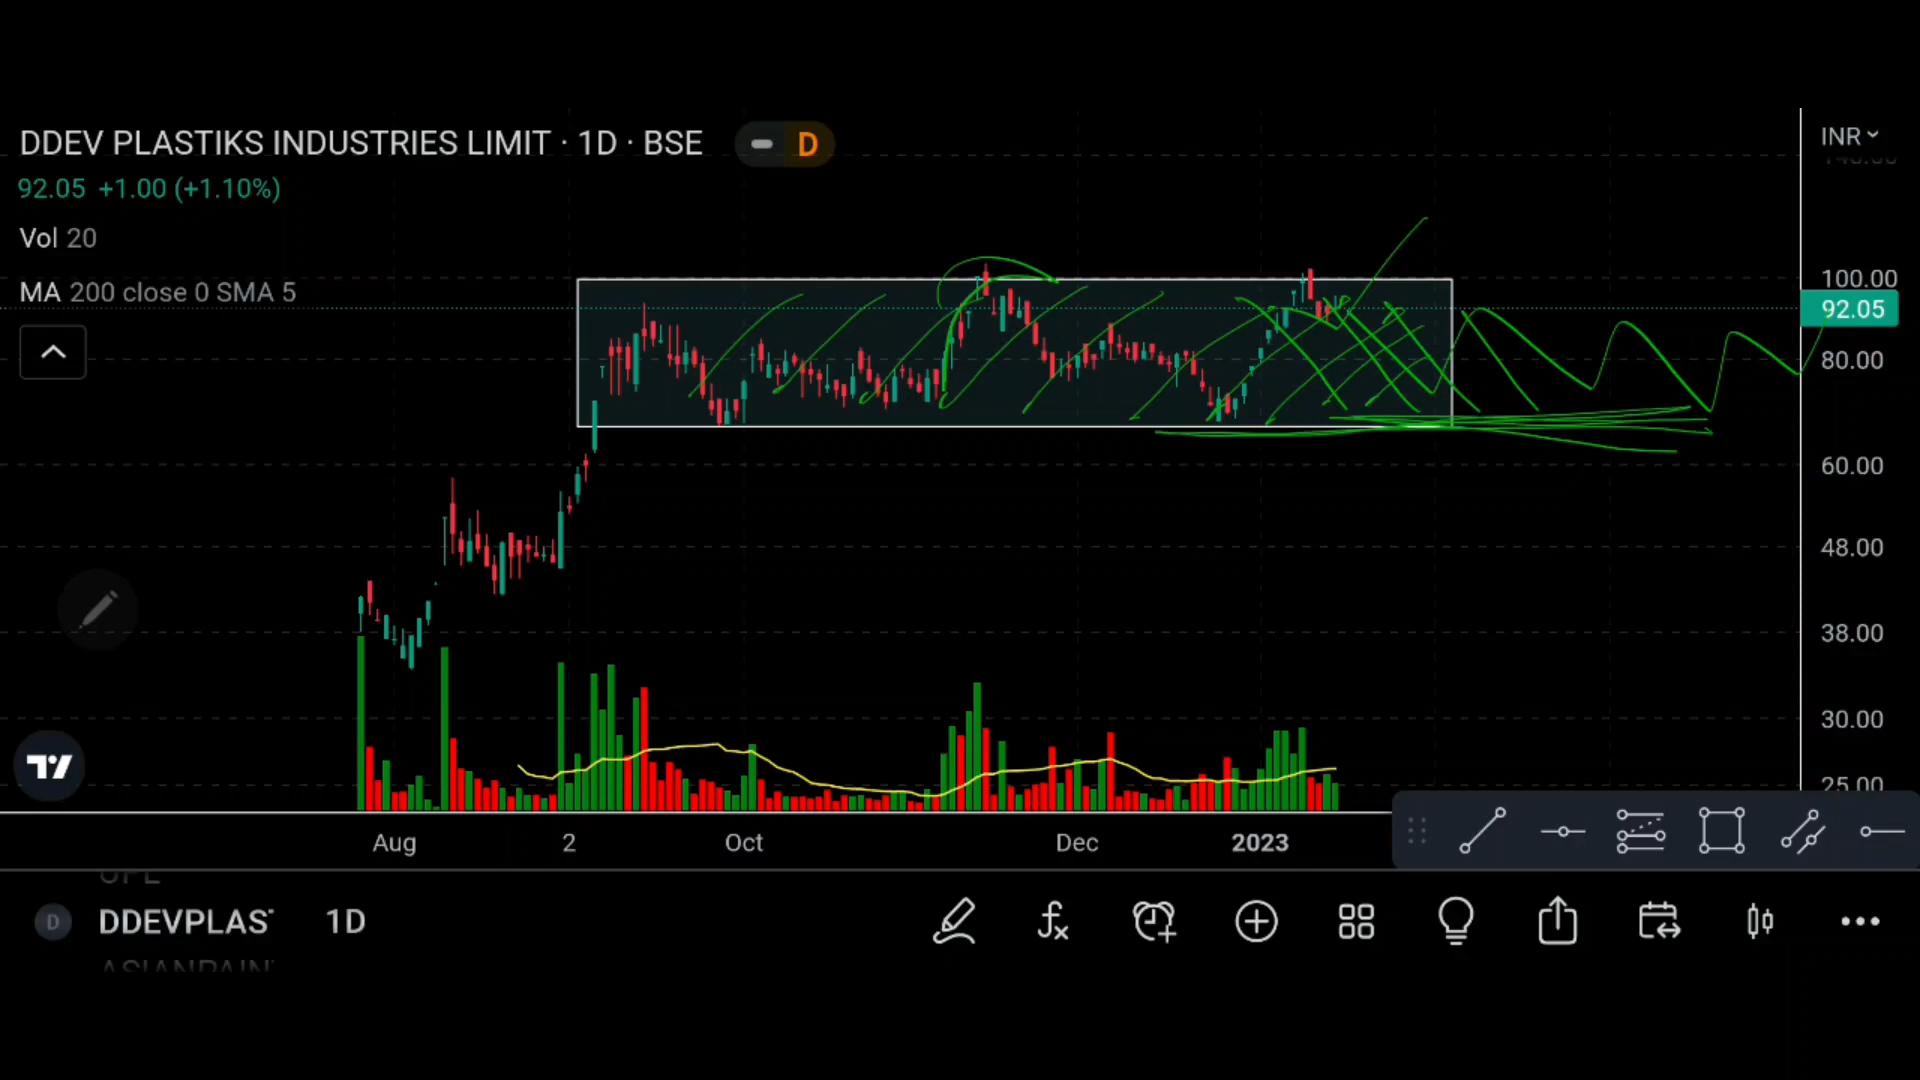 DDEV PLASTIKS INDUSTRIES LIMIT · 1D · BSE D
INR
92.05 +1.00 (+1.10%)
Vol 20
MA 200 close 0 SMA 5
100.00
92.05
80.00
60.00
48.00
38.00
30.00
25.00
Aug 2 Oct Dec 2023
D DDEVPLAS 1D